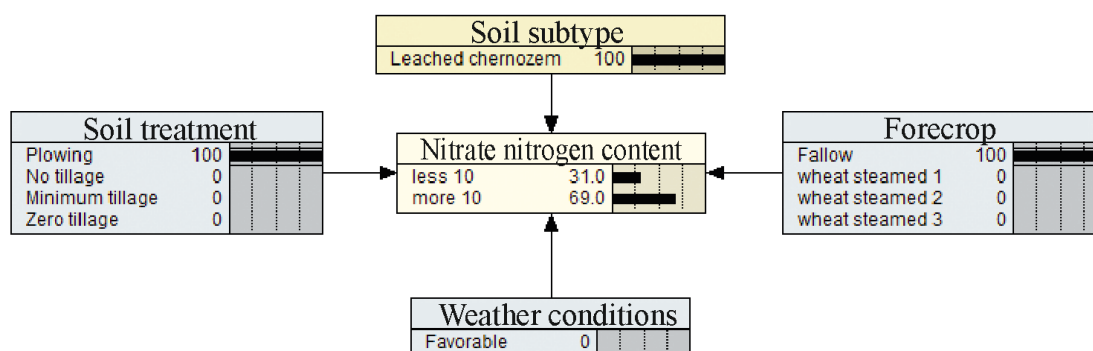 Soil subtype
Leached chernozem 100
Soil treatment
Plowing 100
No tillage 0
Minimum tillage 0
Zero tillage 0
Nitrate nitrogen content
less 10 31.0
more 10 69.0
Forecrop
Fallow 100
wheat steamed 1 0
wheat steamed 2 0
wheat steamed 3 0
Weather conditions
Favorable 0